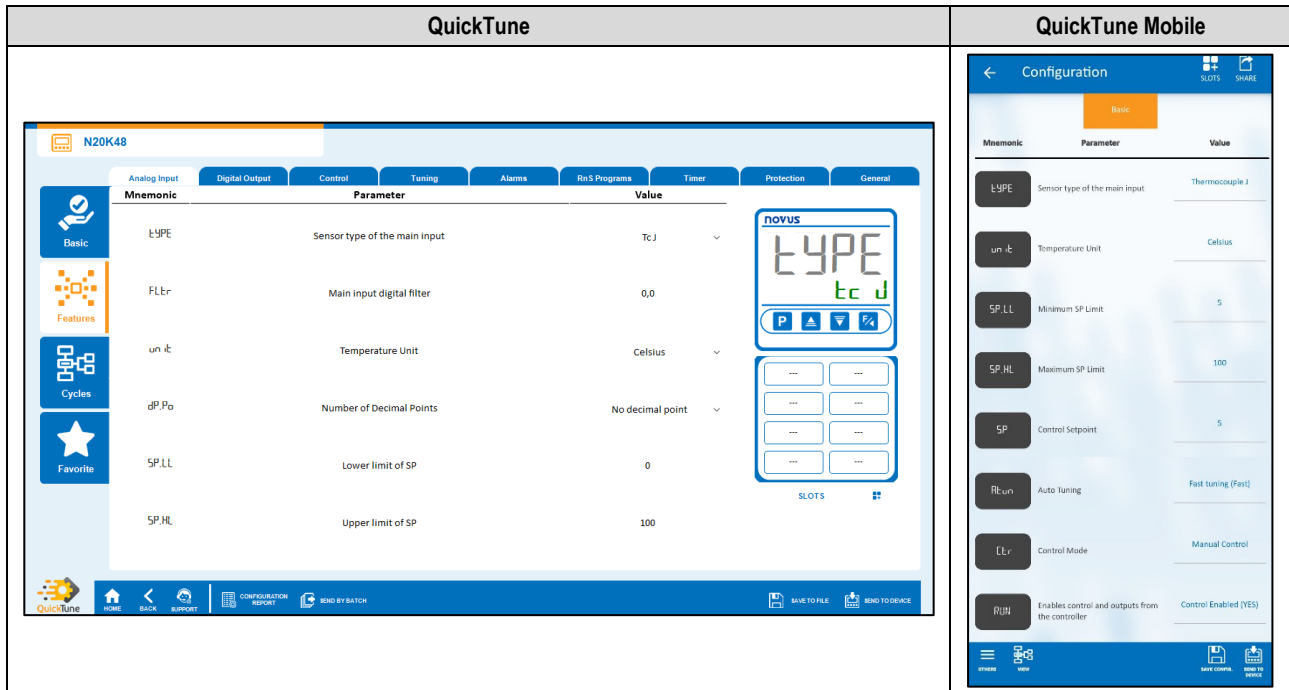 QuickTune
QuickTune Mobile
N20K48
Analog Input Digital Output Control Tuning Alarms RnS Programs Timer Protection General
Mnemonic Parameter Value
Basic
Features
Cycles
Favorite
tYPE Sensor type of the main input TcJ
FLtr Main input digital filter 0,0
unit Temperature Unit Celsius
dP.Po Number of Decimal Points No decimal point
SP.LL Lower limit of SP 0
SP.HL Upper limit of SP 100
novus
tYPE
tc J
P F/
--- ---
--- ---
--- ---
--- ---
SLOTS
QuickTune HOME BACK SUPPORT CONFIGURATION REPORT SEND BY BATCH SAVE TO FILE SEND TO DEVICE
Configuration SLOTS SHARE
Basic
Mnemonic Parameter Value
tYPE Sensor type of the main input Thermocouple J
unit Temperature Unit Celsius
SP.LL Minimum SP Limit 5
SP.HL Maximum SP Limit 100
SP Control Setpoint 5
Atun Auto Tuning Fast tuning (Fast)
Ctr Control Mode Manual Control
RUN Enables control and outputs from the controller Control Enabled (YES)
OTHERS VIEW SAVE CONFIG. SEND TO DEVICE